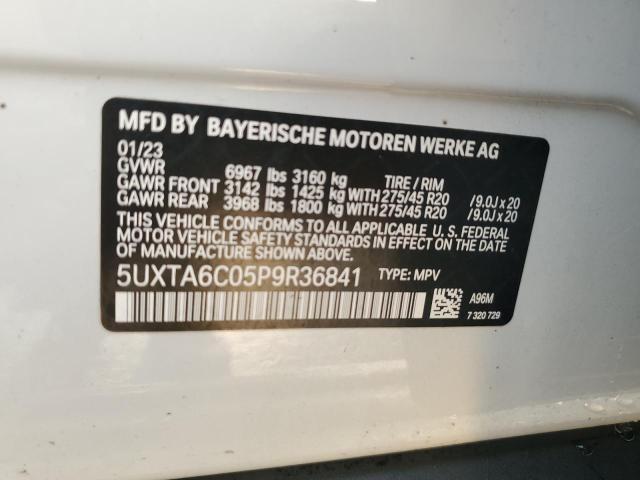 MFD BY BAYERISCHE MOTOREN WERKE AG
01/23
GVWR 6967 lbs 3160 kg TIRE / RIM
GAWR FRONT 3142 lbs 1425 kg WITH 275/45 R20 / 9.0J x 20
GAWR REAR 3968 lbs 1800 kg WITH 275/45 R20 / 9.0J x 20
THIS VEHICLE CONFORMS TO ALL APPLICABLE U. S. FEDERAL
MOTOR VEHICLE SAFETY STANDARDS IN EFFECT ON THE DATE
OF MANUFACTURE SHOWN ABOVE.
5UXTA6C05P9R36841 TYPE: MPV
A96M
7 320 729